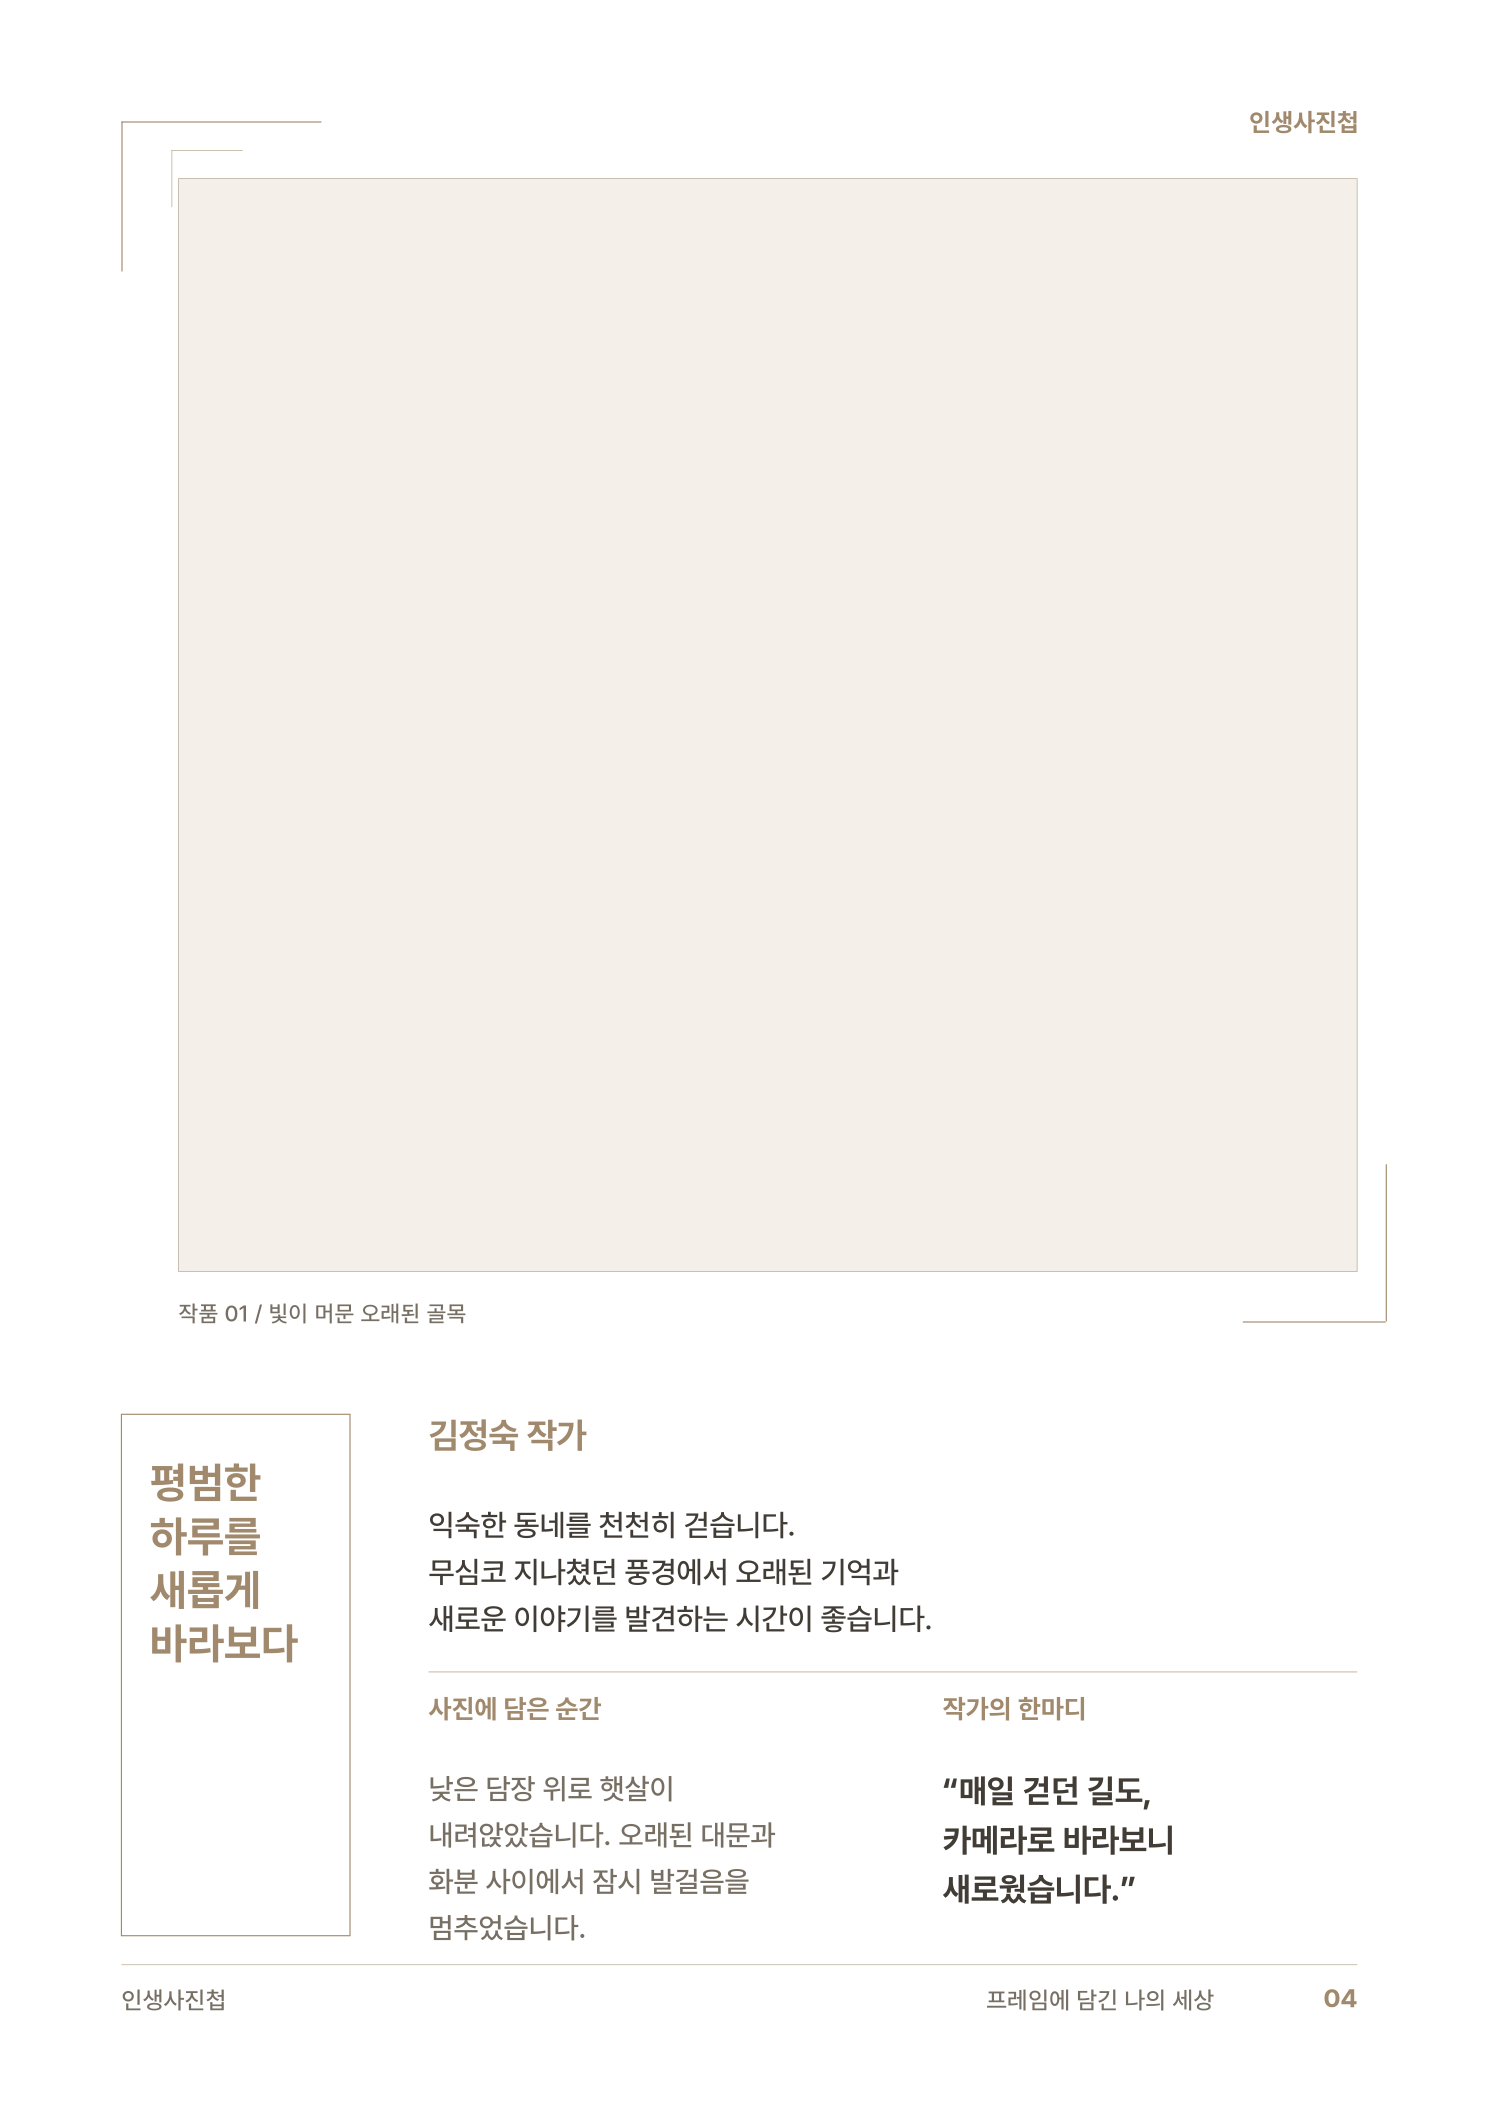 인생사진첩
작품 01 / 빛이 머문 오래된 골목
평범한
하루를
새롭게
바라보다
김정숙 작가
익숙한 동네를 천천히 걷습니다.
무심코 지나쳤던 풍경에서 오래된 기억과
새로운 이야기를 발견하는 시간이 좋습니다.
사진에 담은 순간
낮은 담장 위로 햇살이
내려앉았습니다. 오래된 대문과
화분 사이에서 잠시 발걸음을
멈추었습니다.
작가의 한마디
“매일 걷던 길도,
카메라로 바라보니
새로웠습니다.”
인생사진첩
프레임에 담긴 나의 세상
04